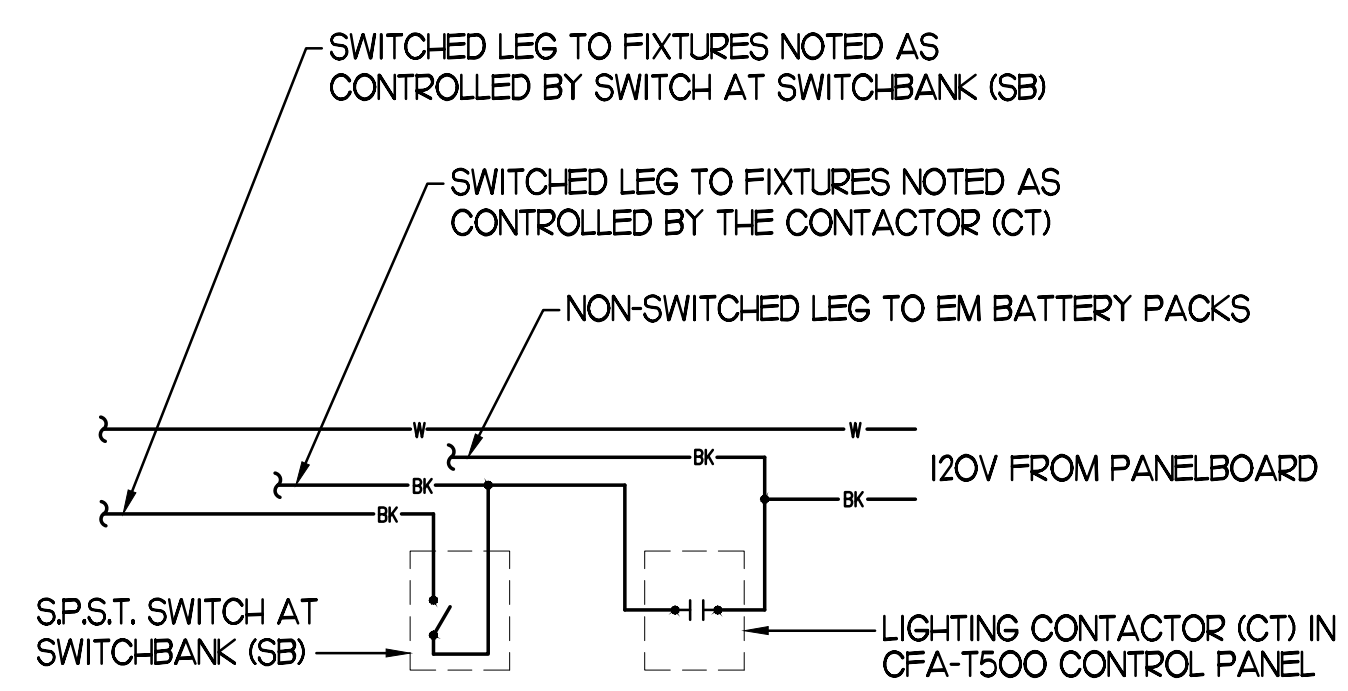 SWITCHED LEG TO FIXTURES NOTED AS
CONTROLLED BY SWITCH AT SWITCHBANK (SB)
SWITCHED LEG TO FIXTURES NOTED AS
CONTROLLED BY THE CONTACTOR (CT)
NON-SWITCHED LEG TO EM BATTERY PACKS
W
W
BK
120V FROM PANELBOARD
BK
BK
BK
S.P.S.T. SWITCH AT
SWITCHBANK (SB)
LIGHTING CONTACTOR (CT) IN
CFA-T500 CONTROL PANEL